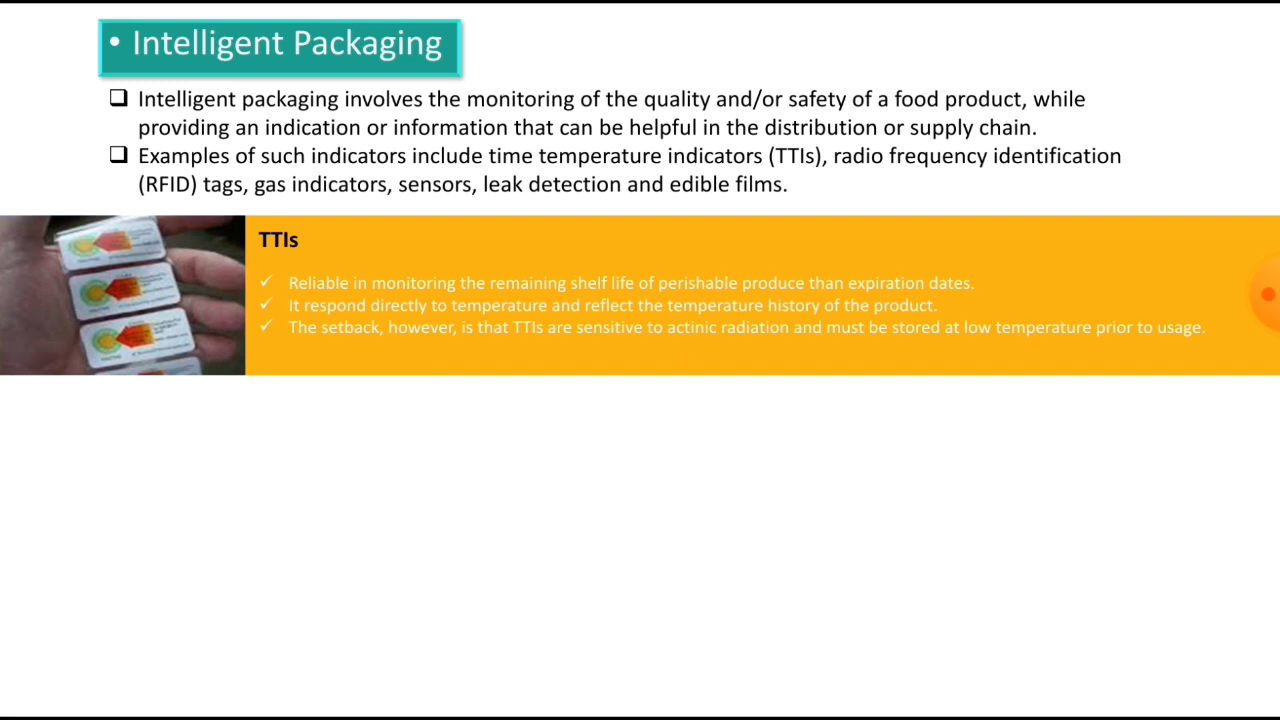 • Intelligent Packaging
❑ Intelligent packaging involves the monitoring of the quality and/or safety of a food product, while
providing an indication or information that can be helpful in the distribution or supply chain.
❑ Examples of such indicators include time temperature indicators (TTIs), radio frequency identification
(RFID) tags, gas indicators, sensors, leak detection and edible films.
TTIs
✓ Reliable in monitoring the remaining shelf life of perishable produce than expiration dates.
✓ It respond directly to temperature and reflect the temperature history of the product.
✓ The setback, however, is that TTIs are sensitive to actinic radiation and must be stored at low temperature prior to usage.